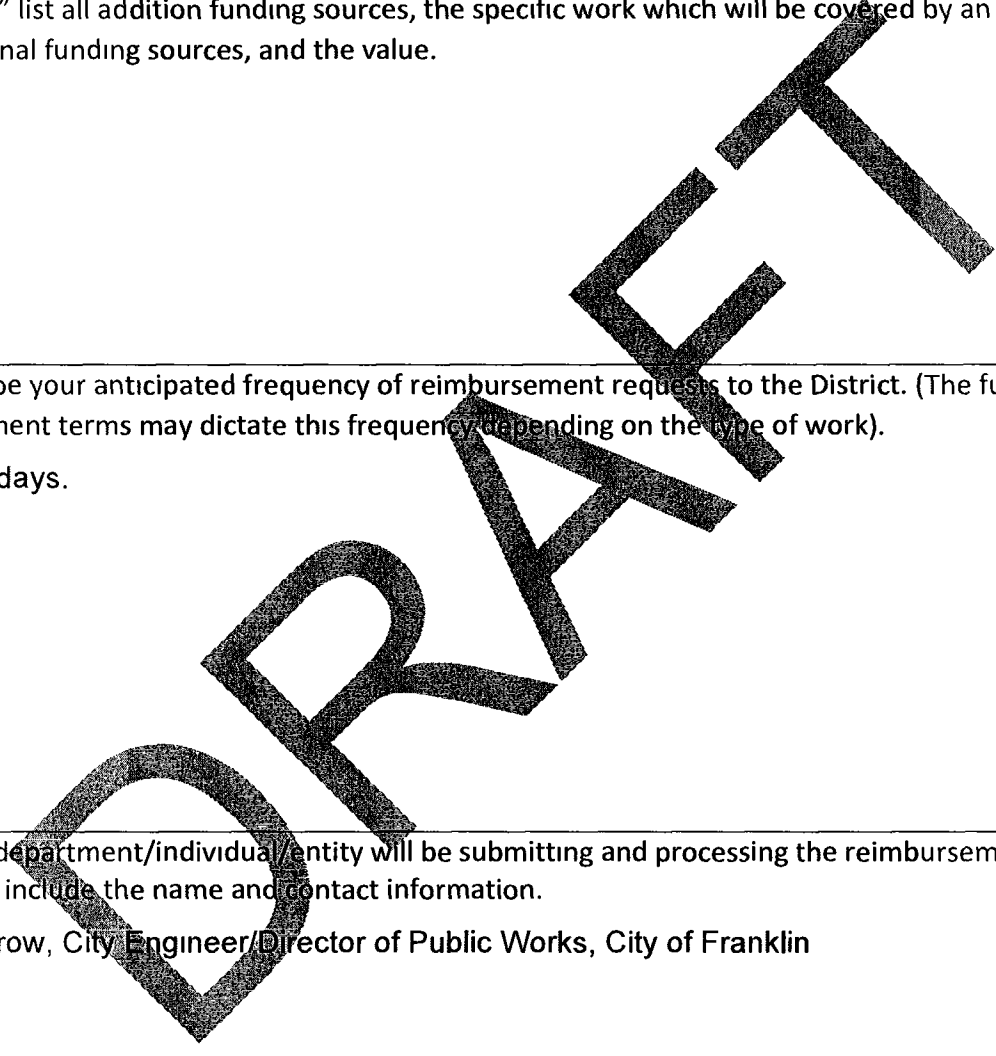 ” list all addition funding sources, the specific work which will be covered by an
nal funding sources, and the value.
be your anticipated frequency of reimbursement requests to the District. (The fu
ment terms may dictate this frequency depending on the type of work).
days.
department/individual/entity will be submitting and processing the reimbursem
include the name and contact information.
row, City Engineer/Director of Public Works, City of Franklin
DRAFT